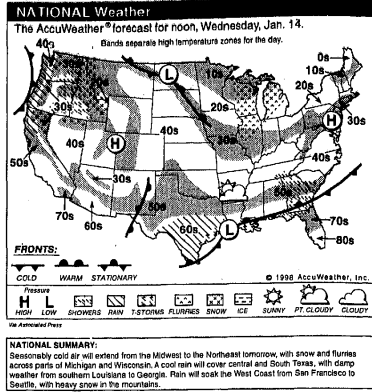 NATIONAL Weather
The AccuWeather® forecast for noon, Wednesday, Jan. 14.
Bands separate high temperature zones for the day.
40s
L
10s
0s
10s
20s
20s
30s
30s
H
30s
40s
H
40s
40s
50s
30s
70s
60s
50s
60s
L
50s
70s
80s
FRONTS:
COLD WARM STATIONARY
© 1998 AccuWeather, Inc.
Pressure
H L
HIGH LOW SHOWERS RAIN T-STORMS FLURRIES SNOW ICE SUNNY PT. CLOUDY CLOUDY
Via Associated Press
NATIONAL SUMMARY:
Seasonably cold air will extend from the Midwest to the Northeast tomorrow, with snow and flurries
across parts of Michigan and Wisconsin. A cool rain will cover central and South Texas, with damp
weather from southern Louisiana to Georgia. Rain will soak the West Coast from San Francisco to
Seattle, with heavy snow in the mountains.